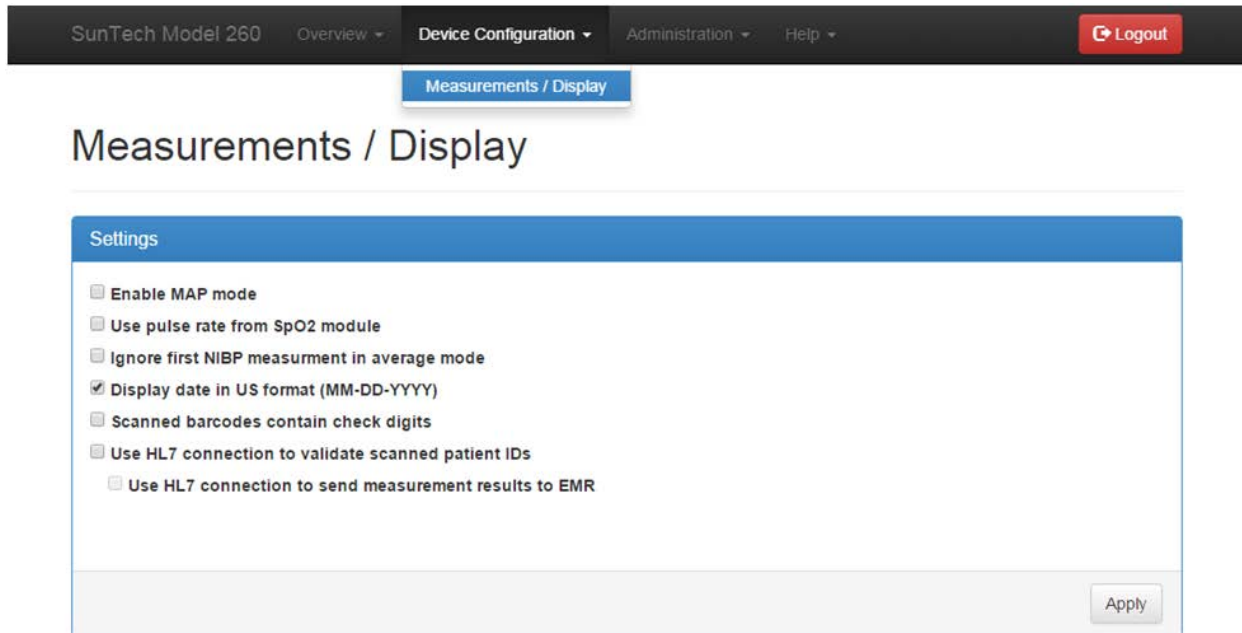 SunTech Model 260 Overview Device Configuration Administration Help Logout
Measurements / Display
Measurements / Display
Settings
Enable MAP mode
Use pulse rate from SpO2 module
Ignore first NIBP measurment in average mode
Display date in US format (MM-DD-YYYY)
Scanned barcodes contain check digits
Use HL7 connection to validate scanned patient IDs
Use HL7 connection to send measurement results to EMR
Apply